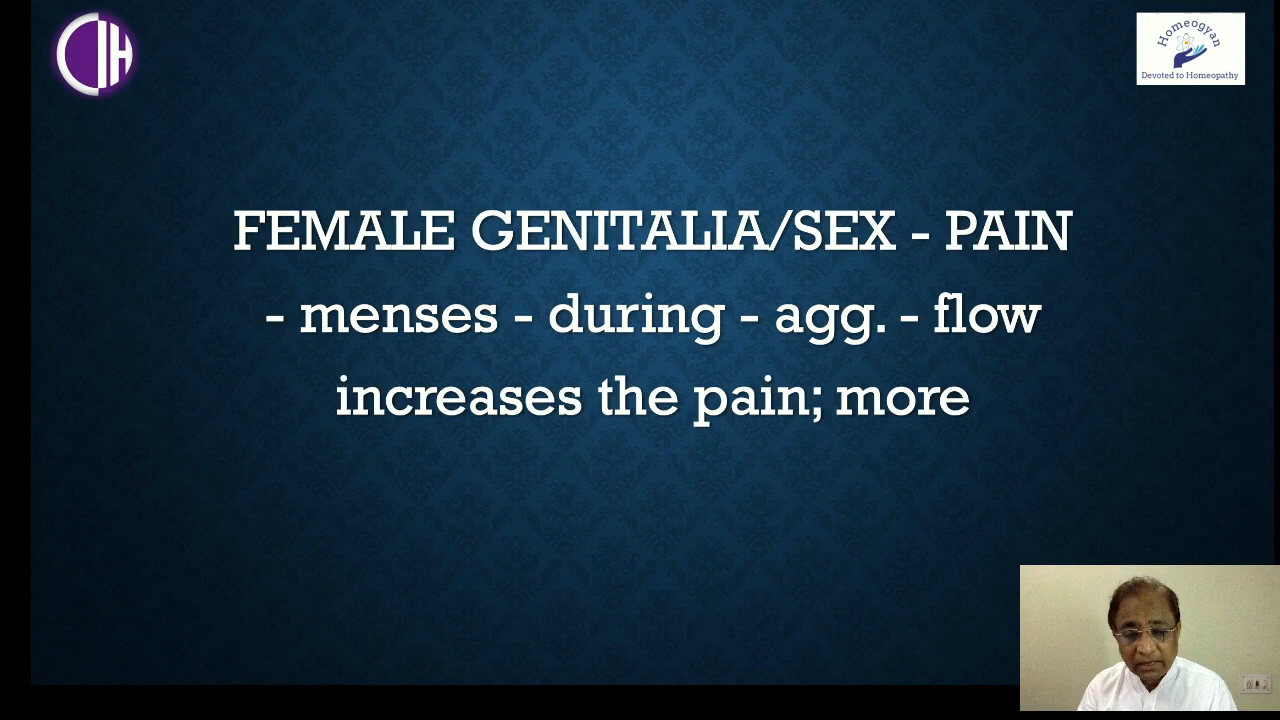 Homeogyan
Devoted to Homeopathy
FEMALE GENITALIA/SEX - PAIN
- menses - during - agg. - flow
increases the pain; more